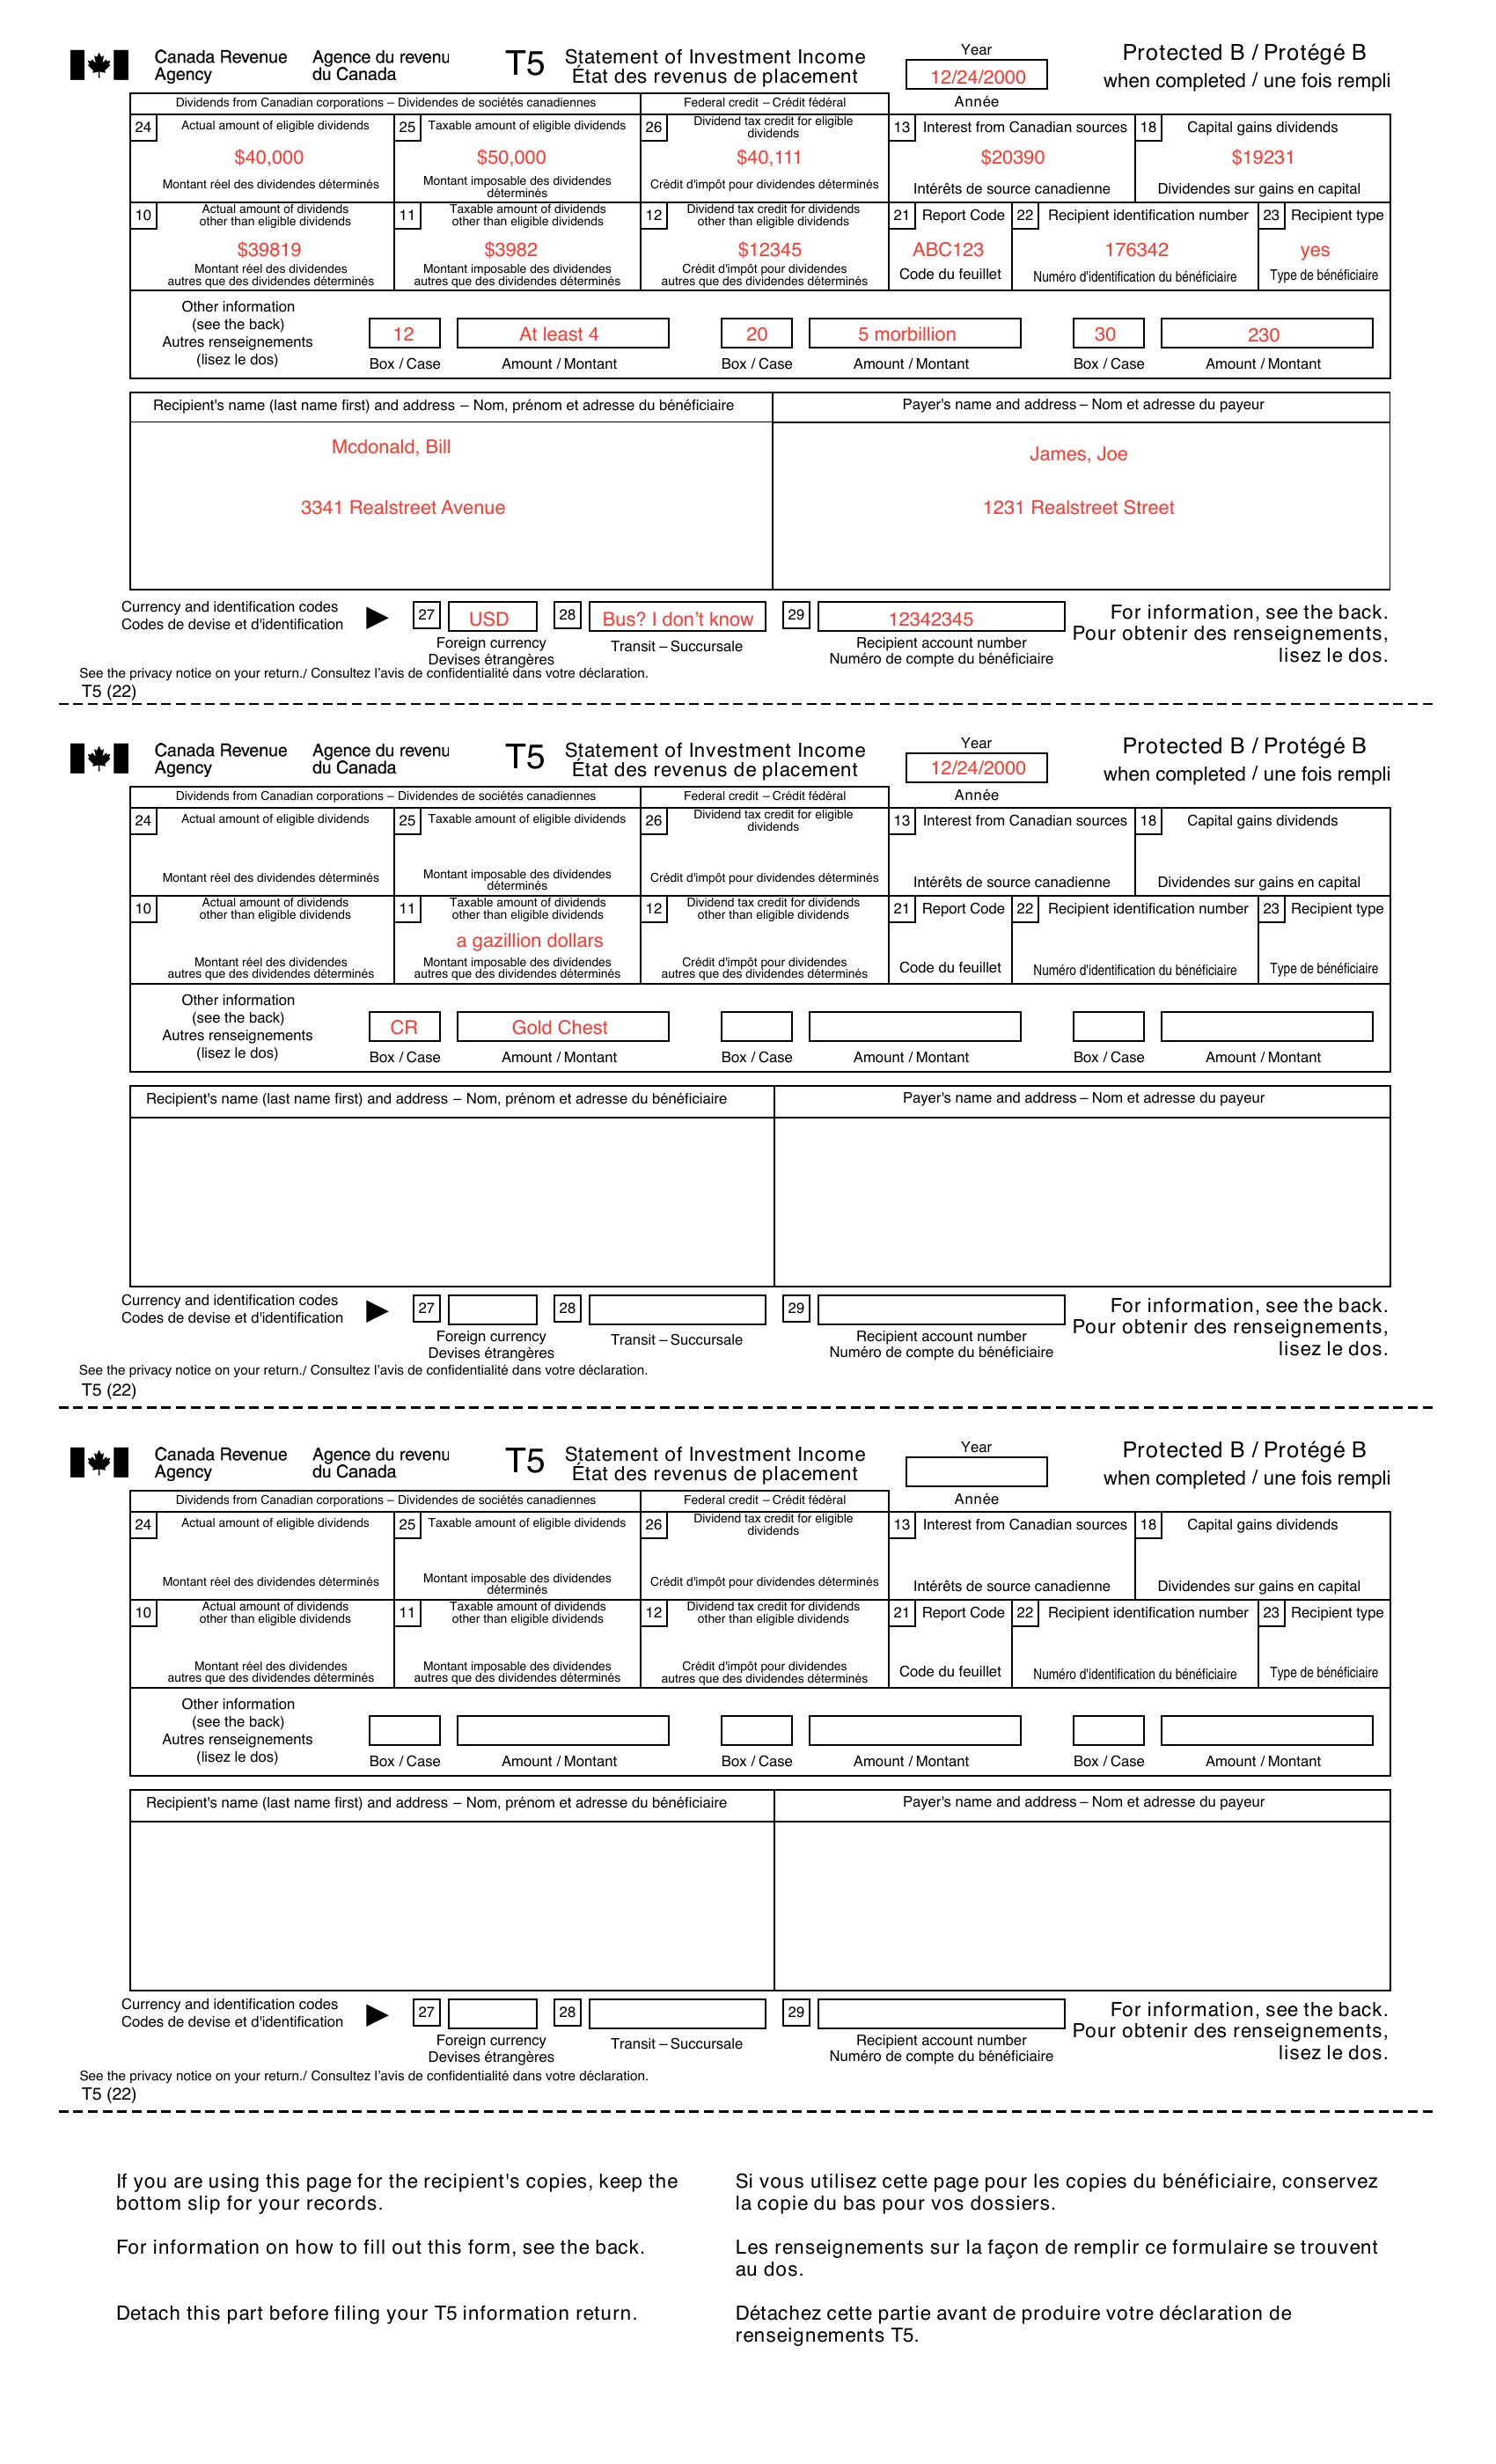 Canada Revenue Agency
Agence du revenu du Canada
T5
Statement of Investment Income
État des revenus de placement
Year
12/24/2000
Année
Protected B / Protégé B
when completed / une fois rempli
Dividends from Canadian corporations – Dividendes de sociétés canadiennes
Federal credit – Crédit fédéral
24 Actual amount of eligible dividends
$40,000
Montant réel des dividendes déterminés
25 Taxable amount of eligible dividends
$50,000
Montant imposable des dividendes
déterminés
26 Dividend tax credit for eligible
dividends
$40,111
Crédit d'impôt pour dividendes déterminés
13 Interest from Canadian sources
$20390
Intérêts de source canadienne
18 Capital gains dividends
$19231
Dividendes sur gains en capital
10 Actual amount of dividends
other than eligible dividends
$39819
Montant réel des dividendes
autres que des dividendes déterminés
11 Taxable amount of dividends
other than eligible dividends
$3982
Montant imposable des dividendes
autres que des dividendes déterminés
12 Dividend tax credit for dividends
other than eligible dividends
$12345
Crédit d'impôt pour dividendes
autres que des dividendes déterminés
21 Report Code
ABC123
Code du feuillet
22 Recipient identification number
176342
Numéro d'identification du bénéficiaire
23 Recipient type
yes
Type de bénéficiaire
Other information
(see the back)
Autres renseignements
(lisez le dos)
12
Box / Case
At least 4
Amount / Montant
20
Box / Case
5 morbillion
Amount / Montant
30
Box / Case
230
Amount / Montant
Recipient's name (last name first) and address – Nom, prénom et adresse du bénéficiaire
Mcdonald, Bill
3341 Realstreet Avenue
Payer's name and address – Nom et adresse du payeur
James, Joe
1231 Realstreet Street
Currency and identification codes
Codes de devise et d'identification
27 USD
Foreign currency
Devises étrangères
28 Bus? I don't know
Transit – Succursale
29 12342345
Recipient account number
Numéro de compte du bénéficiaire
For information, see the back.
Pour obtenir des renseignements,
lisez le dos.
See the privacy notice on your return./ Consultez l'avis de confidentialité dans votre déclaration.
T5 (22)
Canada Revenue Agency
Agence du revenu du Canada
T5
Statement of Investment Income
État des revenus de placement
Year
12/24/2000
Année
Protected B / Protégé B
when completed / une fois rempli
Dividends from Canadian corporations – Dividendes de sociétés canadiennes
Federal credit – Crédit fédéral
24 Actual amount of eligible dividends
Montant réel des dividendes déterminés
25 Taxable amount of eligible dividends
Montant imposable des dividendes
déterminés
26 Dividend tax credit for eligible
dividends
Crédit d'impôt pour dividendes déterminés
13 Interest from Canadian sources
Intérêts de source canadienne
18 Capital gains dividends
Dividendes sur gains en capital
10 Actual amount of dividends
other than eligible dividends
Montant réel des dividendes
autres que des dividendes déterminés
11 Taxable amount of dividends
other than eligible dividends
a gazillion dollars
Montant imposable des dividendes
autres que des dividendes déterminés
12 Dividend tax credit for dividends
other than eligible dividends
Crédit d'impôt pour dividendes
autres que des dividendes déterminés
21 Report Code
Code du feuillet
22 Recipient identification number
Numéro d'identification du bénéficiaire
23 Recipient type
Type de bénéficiaire
Other information
(see the back)
Autres renseignements
(lisez le dos)
CR
Box / Case
Gold Chest
Amount / Montant
Box / Case
Amount / Montant
Box / Case
Amount / Montant
Recipient's name (last name first) and address – Nom, prénom et adresse du bénéficiaire
Payer's name and address – Nom et adresse du payeur
Currency and identification codes
Codes de devise et d'identification
27
Foreign currency
Devises étrangères
28
Transit – Succursale
29
Recipient account number
Numéro de compte du bénéficiaire
For information, see the back.
Pour obtenir des renseignements,
lisez le dos.
See the privacy notice on your return./ Consultez l'avis de confidentialité dans votre déclaration.
T5 (22)
Canada Revenue Agency
Agence du revenu du Canada
T5
Statement of Investment Income
État des revenus de placement
Year
Année
Protected B / Protégé B
when completed / une fois rempli
Dividends from Canadian corporations – Dividendes de sociétés canadiennes
Federal credit – Crédit fédéral
24 Actual amount of eligible dividends
Montant réel des dividendes déterminés
25 Taxable amount of eligible dividends
Montant imposable des dividendes
déterminés
26 Dividend tax credit for eligible
dividends
Crédit d'impôt pour dividendes déterminés
13 Interest from Canadian sources
Intérêts de source canadienne
18 Capital gains dividends
Dividendes sur gains en capital
10 Actual amount of dividends
other than eligible dividends
Montant réel des dividendes
autres que des dividendes déterminés
11 Taxable amount of dividends
other than eligible dividends
Montant imposable des dividendes
autres que des dividendes déterminés
12 Dividend tax credit for dividends
other than eligible dividends
Crédit d'impôt pour dividendes
autres que des dividendes déterminés
21 Report Code
Code du feuillet
22 Recipient identification number
Numéro d'identification du bénéficiaire
23 Recipient type
Type de bénéficiaire
Other information
(see the back)
Autres renseignements
(lisez le dos)
Box / Case
Amount / Montant
Box / Case
Amount / Montant
Box / Case
Amount / Montant
Recipient's name (last name first) and address – Nom, prénom et adresse du bénéficiaire
Payer's name and address – Nom et adresse du payeur
Currency and identification codes
Codes de devise et d'identification
27
Foreign currency
Devises étrangères
28
Transit – Succursale
29
Recipient account number
Numéro de compte du bénéficiaire
For information, see the back.
Pour obtenir des renseignements,
lisez le dos.
See the privacy notice on your return./ Consultez l'avis de confidentialité dans votre déclaration.
T5 (22)
If you are using this page for the recipient's copies, keep the
bottom slip for your records.
For information on how to fill out this form, see the back.
Detach this part before filing your T5 information return.
Si vous utilisez cette page pour les copies du bénéficiaire, conservez
la copie du bas pour vos dossiers.
Les renseignements sur la façon de remplir ce formulaire se trouvent
au dos.
Détachez cette partie avant de produire votre déclaration de
renseignements T5.